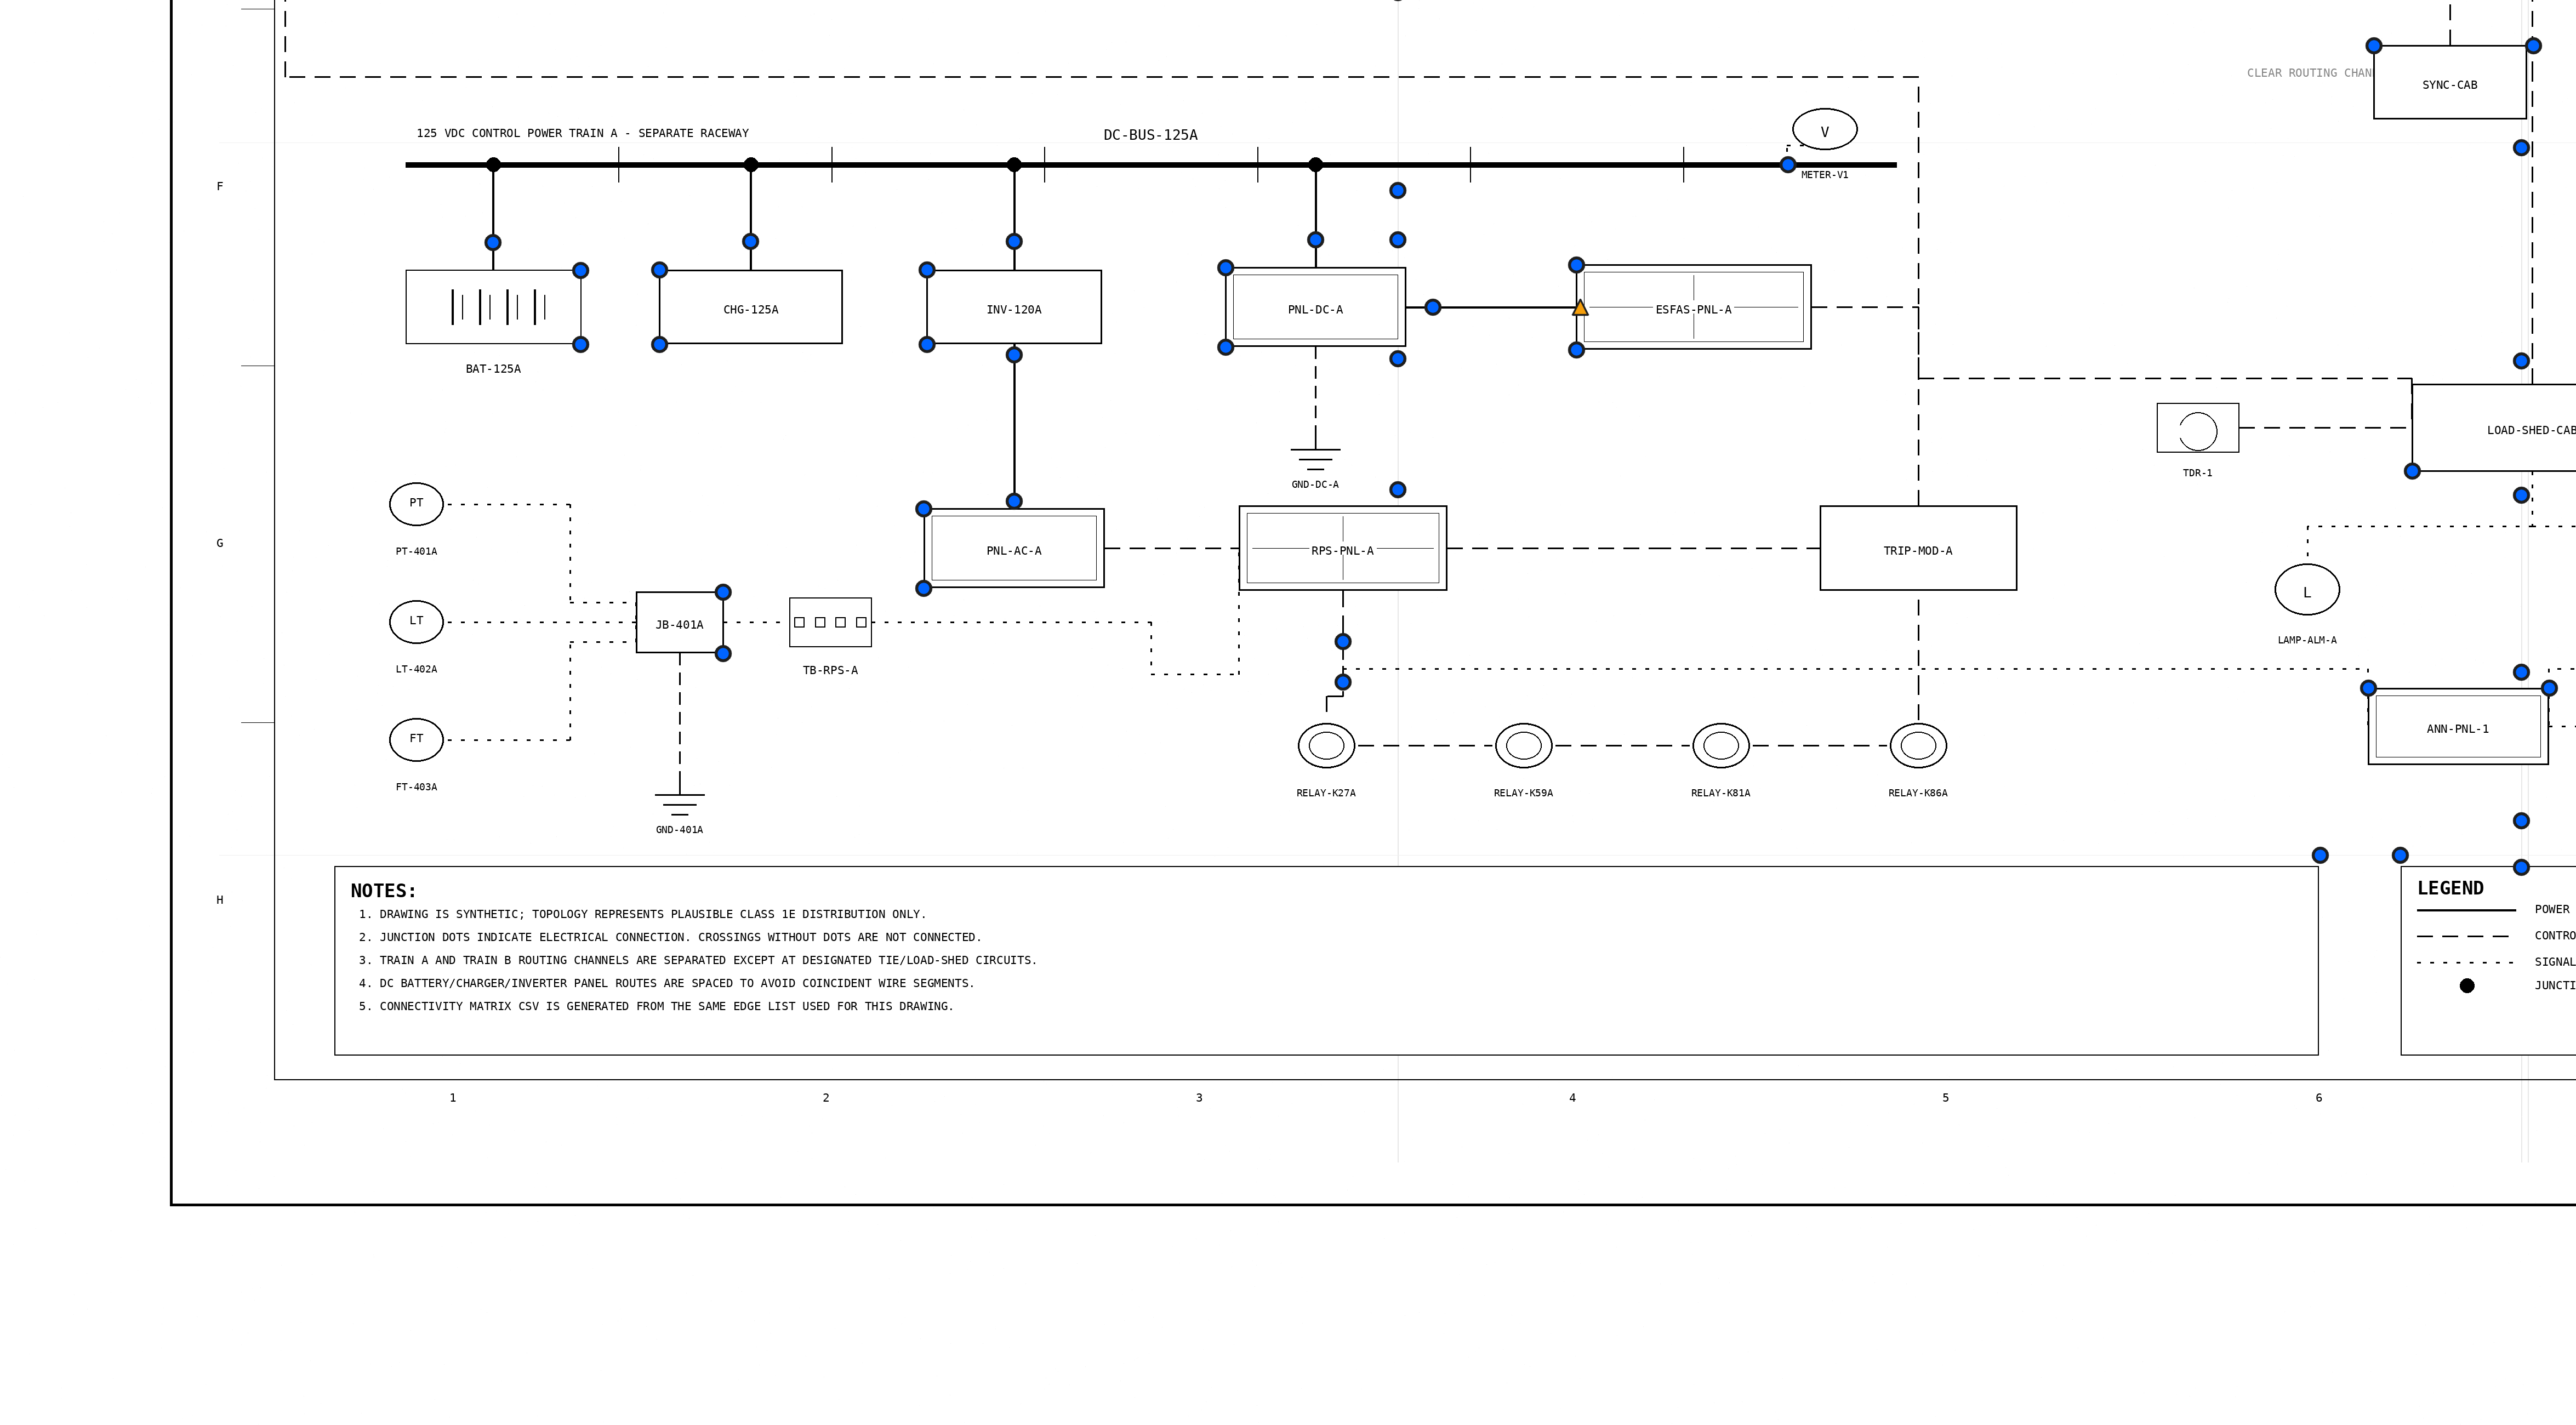 CLEAR ROUTING CHAN
SYNC-CAB
125 VDC CONTROL POWER TRAIN A - SEPARATE RACEWAY
DC-BUS-125A
V
METER-V1
F
CHG-125A
INV-120A
PNL-DC-A
ESFAS-PNL-A
BAT-125A
LOAD-SHED-CAB
TDR-1
GND-DC-A
PT
PT-401A
G
PNL-AC-A
RPS-PNL-A
TRIP-MOD-A
L
LAMP-ALM-A
LT
JB-401A
LT-402A
TB-RPS-A
FT
FT-403A
ANN-PNL-1
RELAY-K27A
RELAY-K59A
RELAY-K81A
RELAY-K86A
GND-401A
H
NOTES:
1. DRAWING IS SYNTHETIC; TOPOLOGY REPRESENTS PLAUSIBLE CLASS 1E DISTRIBUTION ONLY.
2. JUNCTION DOTS INDICATE ELECTRICAL CONNECTION. CROSSINGS WITHOUT DOTS ARE NOT CONNECTED.
3. TRAIN A AND TRAIN B ROUTING CHANNELS ARE SEPARATED EXCEPT AT DESIGNATED TIE/LOAD-SHED CIRCUITS.
4. DC BATTERY/CHARGER/INVERTER PANEL ROUTES ARE SPACED TO AVOID COINCIDENT WIRE SEGMENTS.
5. CONNECTIVITY MATRIX CSV IS GENERATED FROM THE SAME EDGE LIST USED FOR THIS DRAWING.
LEGEND
POWER
CONTRO
SIGNAL
JUNCTI
1 2 3 4 5 6